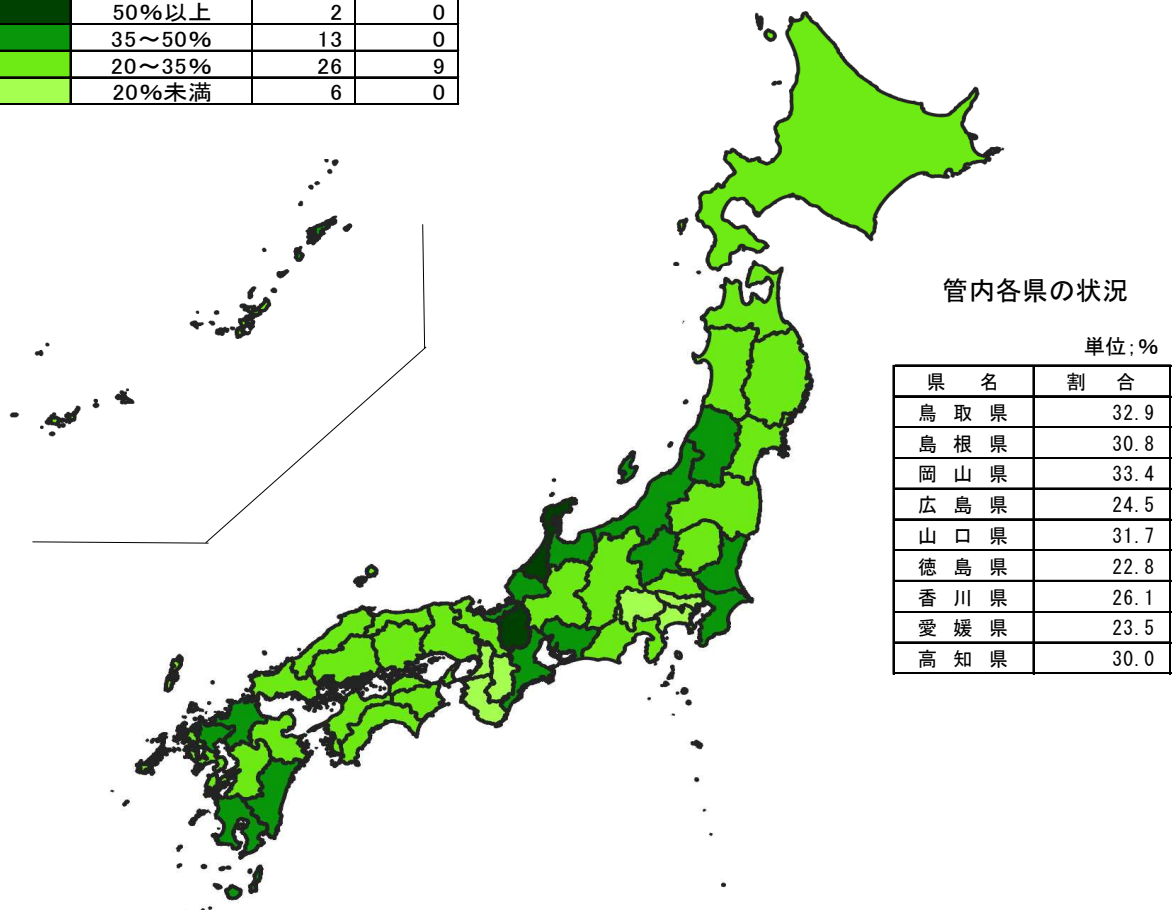 50%以上 2 0
35~50% 13 0
20~35% 26 9
20%未満 6 0
管内各県の状況
単位;%
県 名 割 合
鳥 取 県 32.9
島 根 県 30.8
岡 山 県 33.4
広 島 県 24.5
山 口 県 31.7
徳 島 県 22.8
香 川 県 26.1
愛 媛 県 23.5
高 知 県 30.0